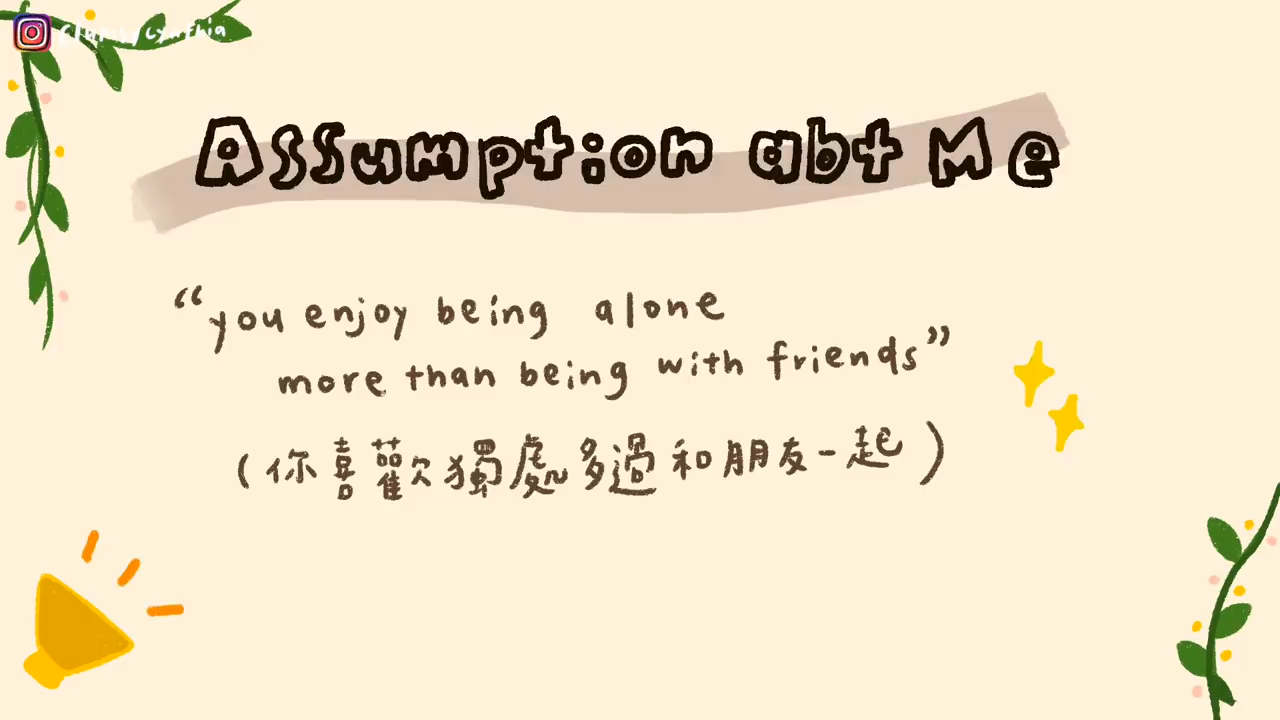 Assumption abt Me
“you enjoy being alone
more than being with friends”
(你喜歡獨處多過和朋友一起)